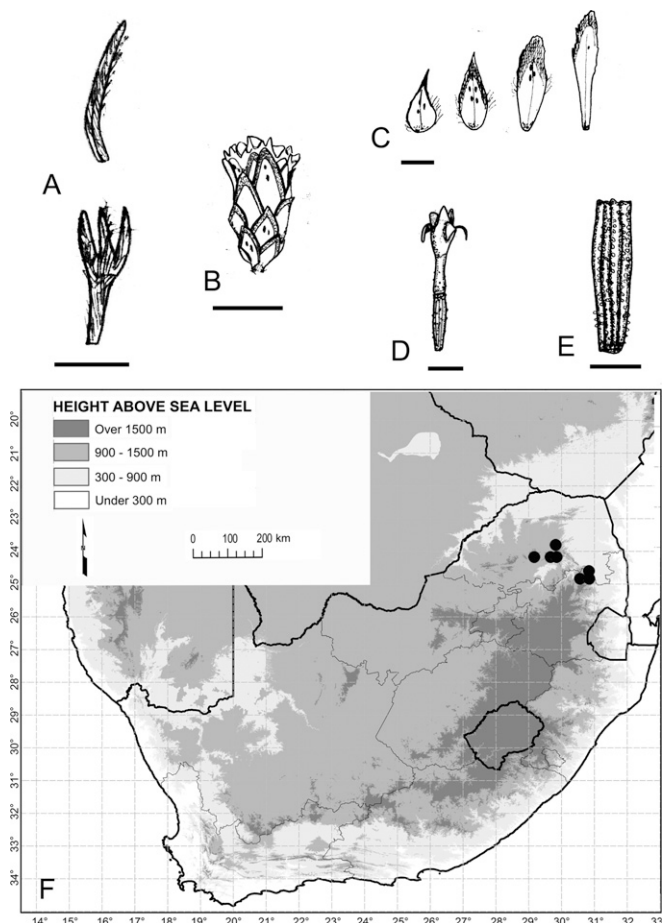 A
B
C
D
E
HEIGHT ABOVE SEA LEVEL
Over 1500 m
900 - 1500 m
300 - 900 m
Under 300 m
0 100 200 km
20°
21°
22°
23°
24°
25°
26°
27°
28°
29°
30°
31°
32°
33°
34°
F
14° 15° 16° 17° 18° 19° 20° 21° 22° 23° 24° 25° 26° 27° 28° 29° 30° 31° 32° 33°